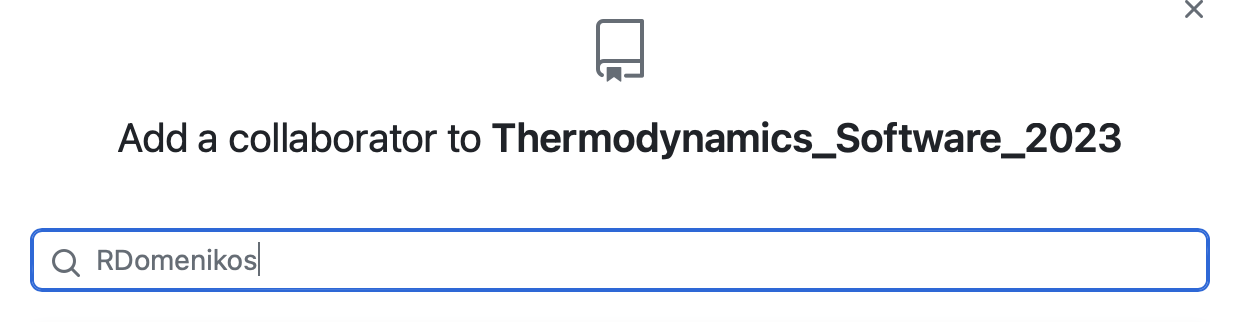 Add a collaborator to Thermodynamics_Software_2023
RDomenikos